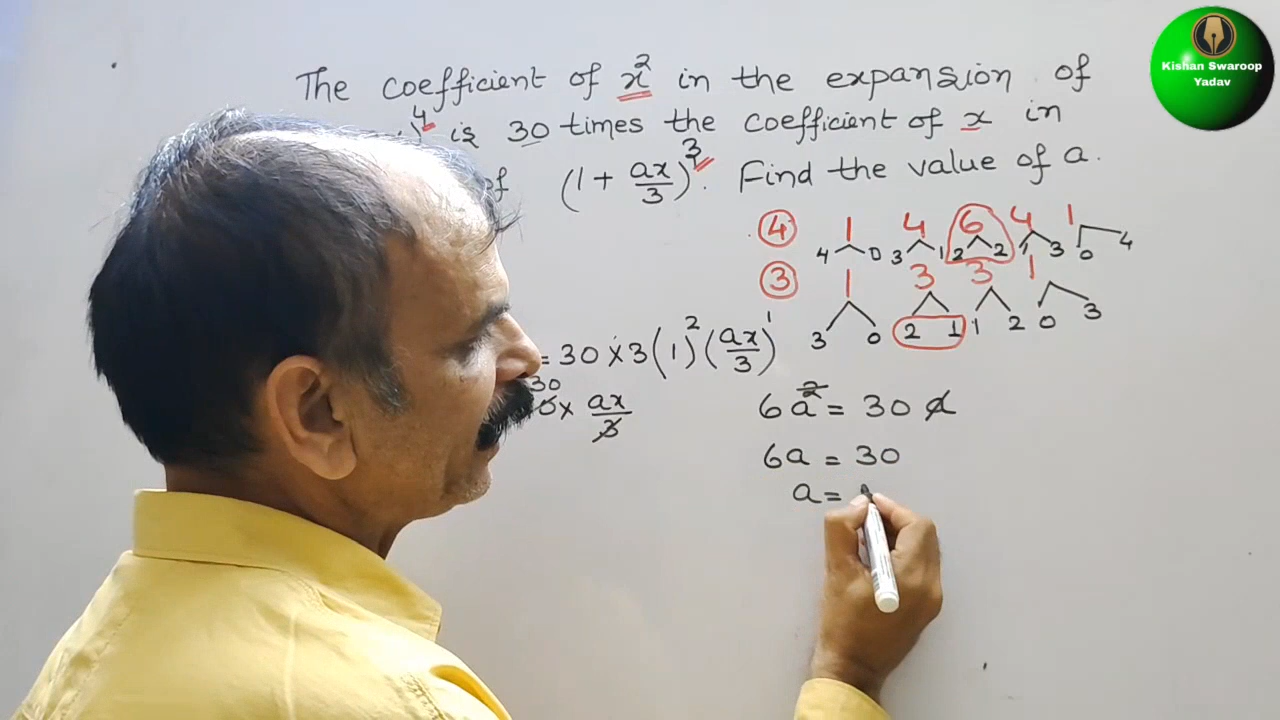 Kishan Swaroop
Yadav
The coefficient of x² in the expansion of
)⁴ is 30 times the coefficient of x in
of (1 + ax/3)³. Find the value of a.
④ 1 4 6 4 1
4 0 3 1 2 2 1 3 0 4
③ 1 3 3 1
3 0 2 1 1 2 0 3
= 30 × 3 (1)² (ax/3)¹
30
× ax/3
6a² = 30 a
6a = 30
a =